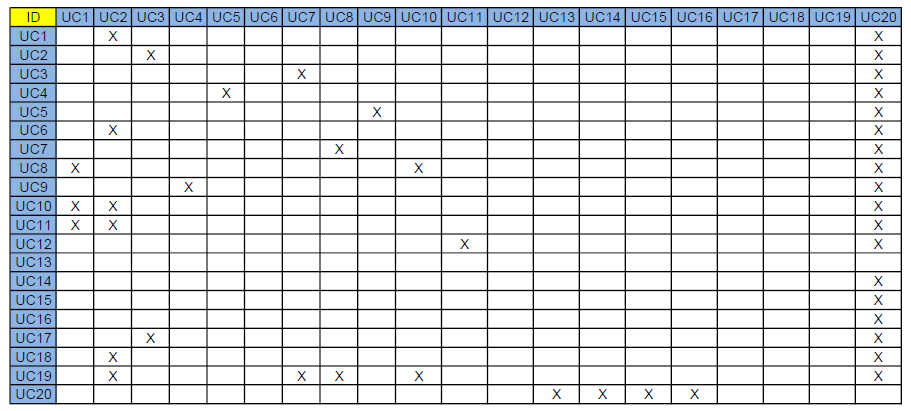 ID UC1 UC2 UC3 UC4 UC5 UC6 UC7 UC8 UC9 UC10 UC11 UC12 UC13 UC14 UC15 UC16 UC17 UC18 UC19 UC20
UC1 X X
UC2 X X
UC3 X X
UC4 X X
UC5 X X
UC6 X X
UC7 X X
UC8 X X X
UC9 X X
UC10 X X X
UC11 X X X
UC12 X X
UC13
UC14 X
UC15 X
UC16 X
UC17 X X
UC18 X X
UC19 X X X X X
UC20 X X X X